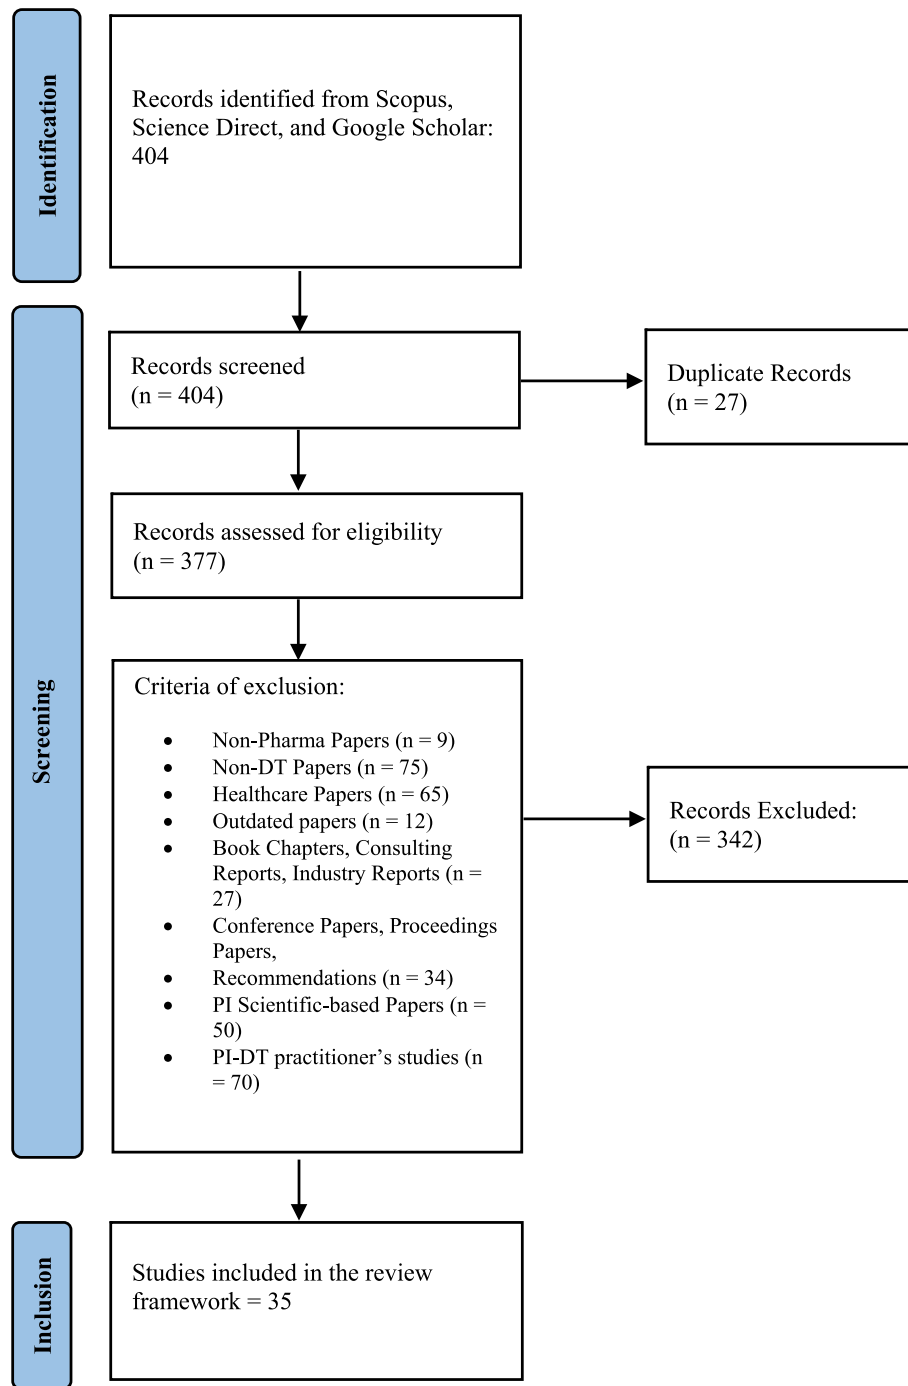 Identification
Records identified from Scopus,
Science Direct, and Google Scholar:
404
Screening
Records screened
(n = 404)
Duplicate Records
(n = 27)
Records assessed for eligibility
(n = 377)
Criteria of exclusion:
• Non-Pharma Papers (n = 9)
• Non-DT Papers (n = 75)
• Healthcare Papers (n = 65)
• Outdated papers (n = 12)
• Book Chapters, Consulting
Reports, Industry Reports (n =
27)
• Conference Papers, Proceedings
Papers,
• Recommendations (n = 34)
• PI Scientific-based Papers (n =
50)
• PI-DT practitioner’s studies (n
= 70)
Records Excluded:
(n = 342)
Inclusion
Studies included in the review
framework = 35